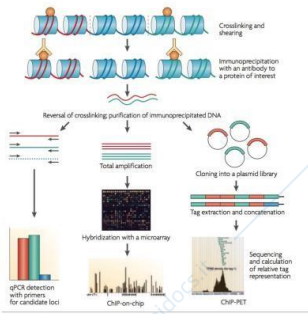 Crosslinking and
shearing
Immunoprecipitation
with an antibody to
a protein of interest
Reversal of crosslinking; purification of immunoprecipitated DNA
Total amplification
Cloning into a plasmid library
Tag extraction and concatenation
Hybridization with a microarray
Sequencing
and calculation
of relative tag
representation
qPCR detection
with primers
for candidate loci
ChIP-on-chip
ChIP-PET